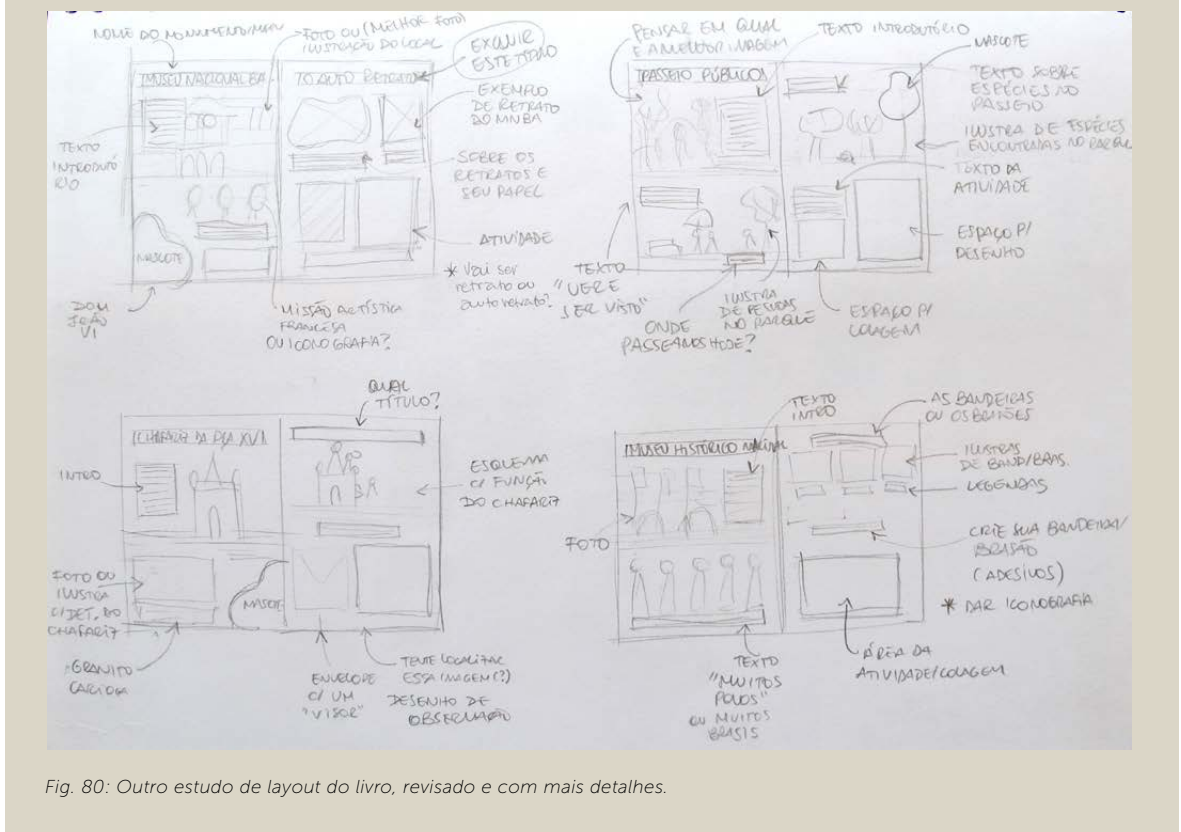 NOME DO MONUMENTO/MUSEU
FOTO OU (MELHOR FOTO)
ILUSTRAÇÃO DO LOCAL
EXCLUIR
ESTE TÍTULO
MUSEU NACIONAL BA
TEXTO
INTRODUTÓ
RIO
MASCOTE
DOM
JOÃO
VI
MISSÃO ARTÍSTICA
FRANCESA
OU ICONOGRAFIA?
AUTO RETRATO
EXEMPLO
DE RETRATO
DO MNBA
SOBRE OS
RETRATOS E
SEU PAPEL
ATIVIDADE
* Vai ser
retrato ou
auto retrato?
PENSAR EM QUAL
É A MELHOR IMAGEM
TEXTO INTRODUTÓRIO
MASCOTE
PASSEIO PÚBLICO
TEXTO SOBRE
ESPÉCIES NO
PASSEIO
ILUSTRA DE ESPÉCIES
ENCONTRADAS NO PARQUE
TEXTO DA
ATIVIDADE
ESPAÇO P/
DESENHO
TEXTO
"VER E
SER VISTO"
ONDE
PASSEAMOS HOJE?
ILUSTRA
DE PESSOAS
NO PARQUE
ESPAÇO P/
COLAGEM
QUAL
TÍTULO?
CHAFARIZ DA PÇA XV
INTRO
ESQUEMA
C/ FUNÇÃO
DO CHAFARIZ
FOTO OU
ILUSTRA
C/ DET. DO
CHAFARIZ
MASCOTE
GRANITO
CARIOCA
ENVELOPE
C/ UM
"VISOR"
TENTE LOCALIZAR
ESSA IMAGEM (?)
DESENHO DE
OBSERVAÇÃO
TEXTO
INTRO
AS BANDEIRAS
OU OS BRASÕES
MUSEU HISTÓRICO NACIONAL
ILUSTRAS
DE BAND/BRAS.
LEGENDAS
FOTO
CRIE SUA BANDEIRA/
BRASÃO
(ADESIVOS)
* DAR ICONOGRAFIA
TEXTO
"MUITOS
POVOS"
OU MUITOS
BRASIS
ÁREA DA
ATIVIDADE/COLAGEM
Fig. 80: Outro estudo de layout do livro, revisado e com mais detalhes.